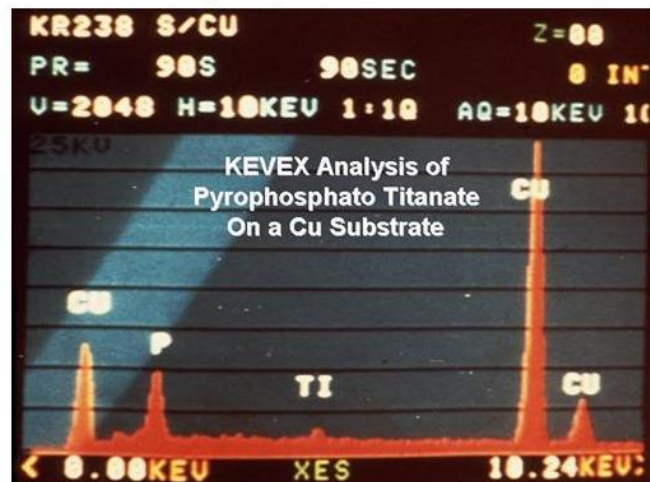 KR238 S/CU
Z=00
PR= 90S 90SEC 0 INT
V=2048 H=10KEV 1:1Q AQ=10KEV 10
25KV
KEVEX Analysis of
Pyrophosphato Titanate
On a Cu Substrate
CU
CU
P
TI
CU
< 0.00KEV XES 10.24KEV>